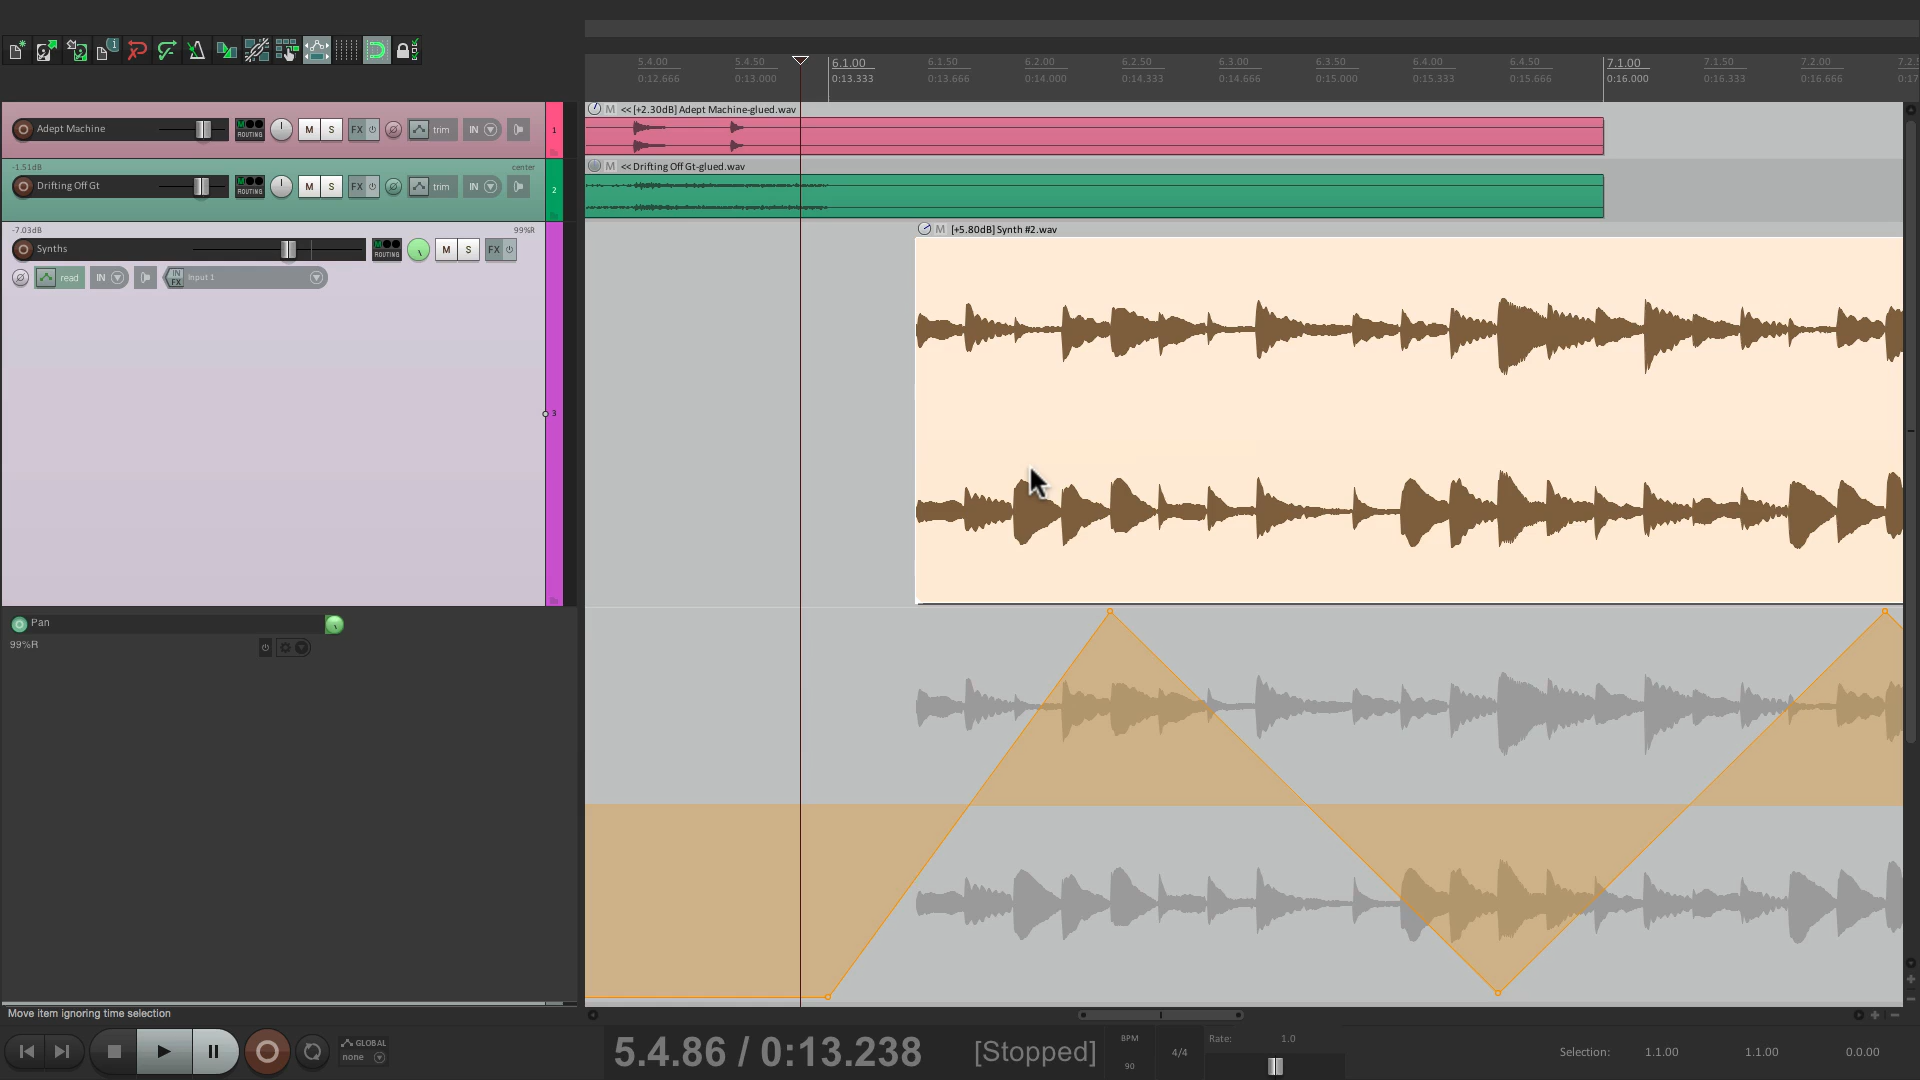 5.4.00 5.4.50 6.1.00 6.1.50 6.2.00 6.2.50 6.3.00 6.3.50 6.4.00 6.4.50 7.1.00 7.1.50 7.2.00
0:12.666 0:13.000 0:13.333 0:13.666 0:14.000 0:14.333 0:14.666 0:15.000 0:15.333 0:15.666 0:16.000 0:16.333 0:16.666
M << [+2.30dB] Adept Machine-glued.wav
Adept Machine ROUTING M S FX trim IN 1
-1.51dB center
M << Drifting Off Gt-glued.wav
Drifting Off Gt ROUTING M S FX trim IN 2
-7.03dB 99%R
M [+5.80dB] Synth #2.wav
Synths ROUTING M S FX
read IN IN FX Input 1
3
Pan
99%R
Move item ignoring time selection
GLOBAL
none
5.4.86 / 0:13.238 [Stopped]
BPM
90
4/4
Rate: 1.0
Selection: 1.1.00 1.1.00 0.0.00